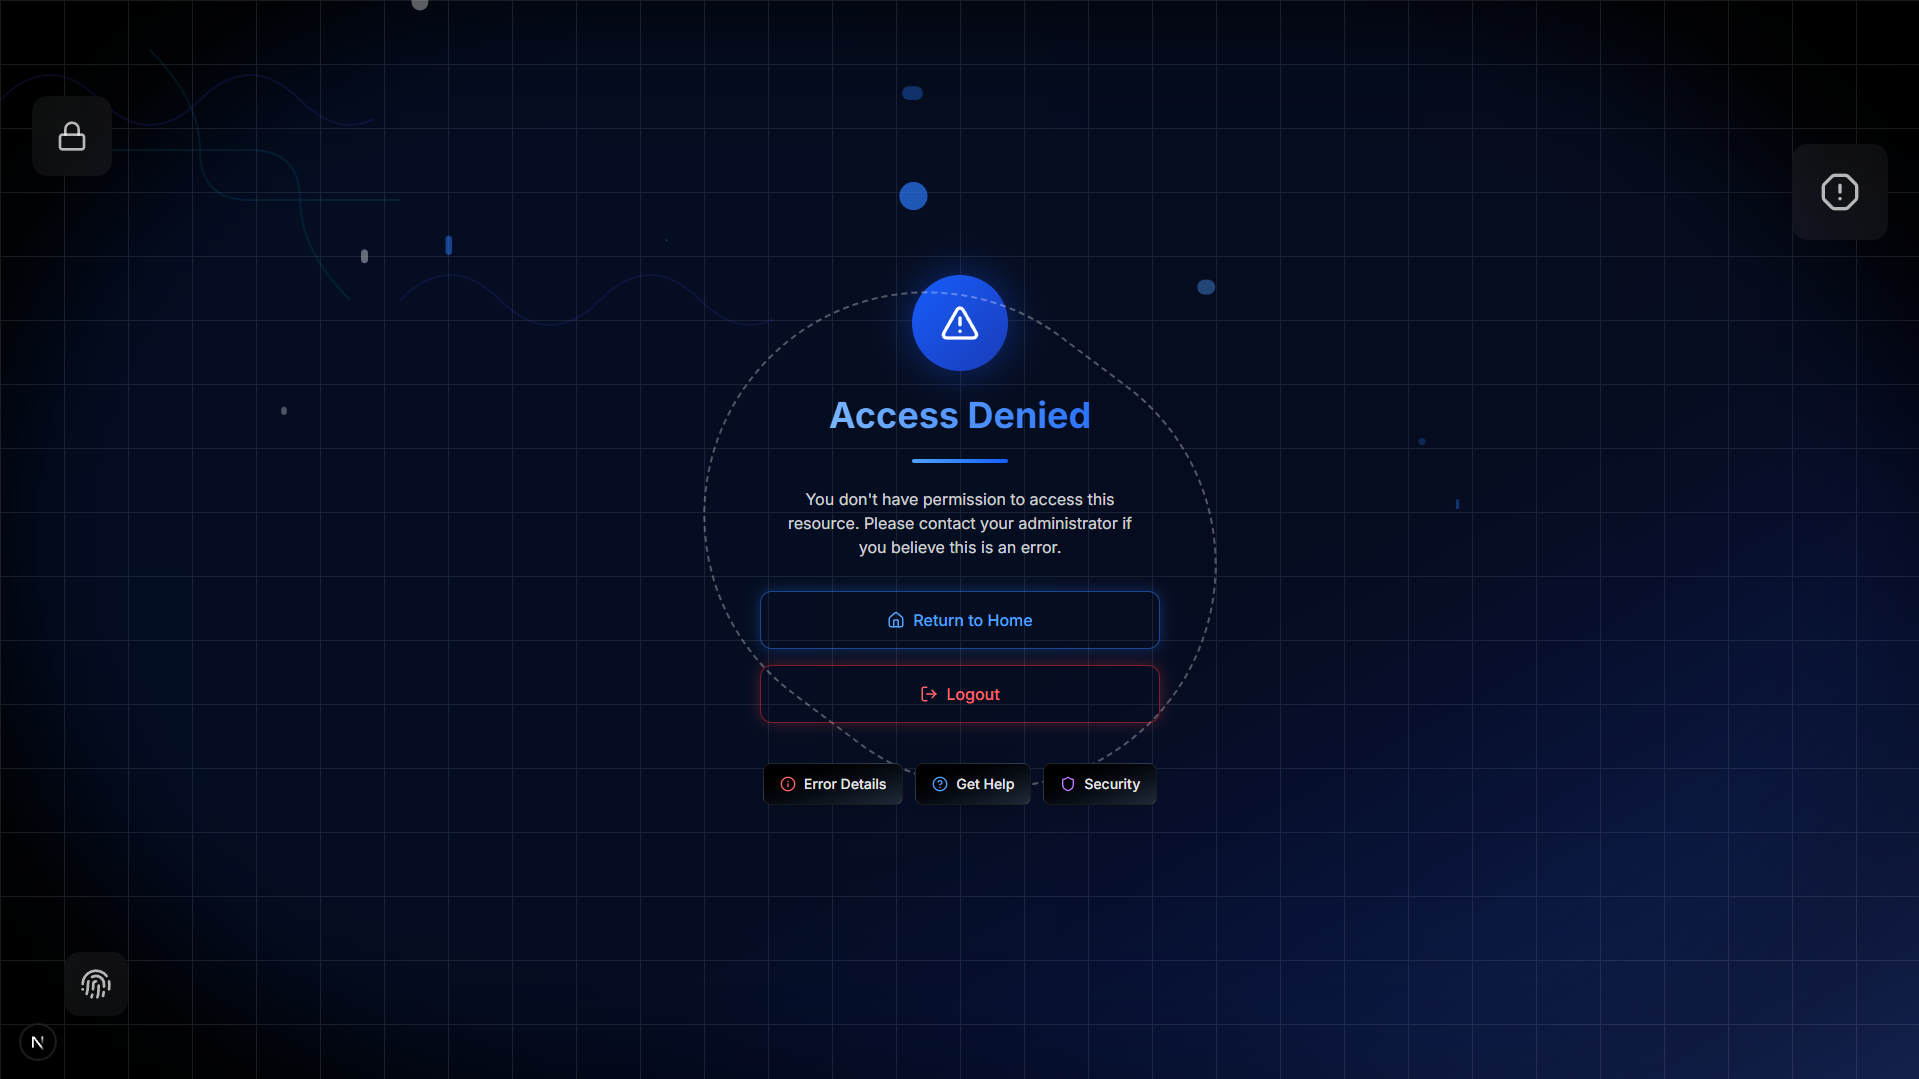 Access Denied
You don't have permission to access this
resource. Please contact your administrator if
you believe this is an error.
Return to Home
Logout
Error Details
Get Help
Security
N